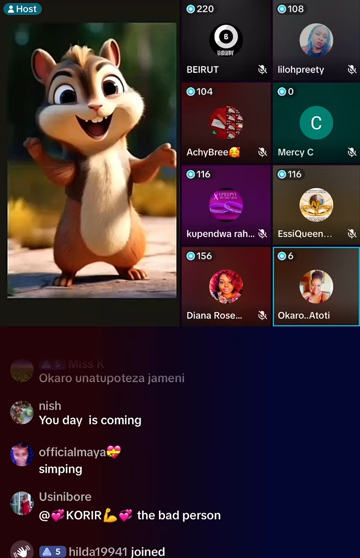 Host
220
BEIRUT
108
lilohpreety
104
AchyBree🥰
0
C
Mercy C
116
kupendwa rah...
116
EssiQueen...
156
Diana Rose...
6
Okaro..Atoti
5 Miss K
Okaro unatupoteza jameni
nish
You day is coming
officialmaya💝
simping
Usinibore
@💞KORIR💪💞 the bad person
5 hilda19941 joined